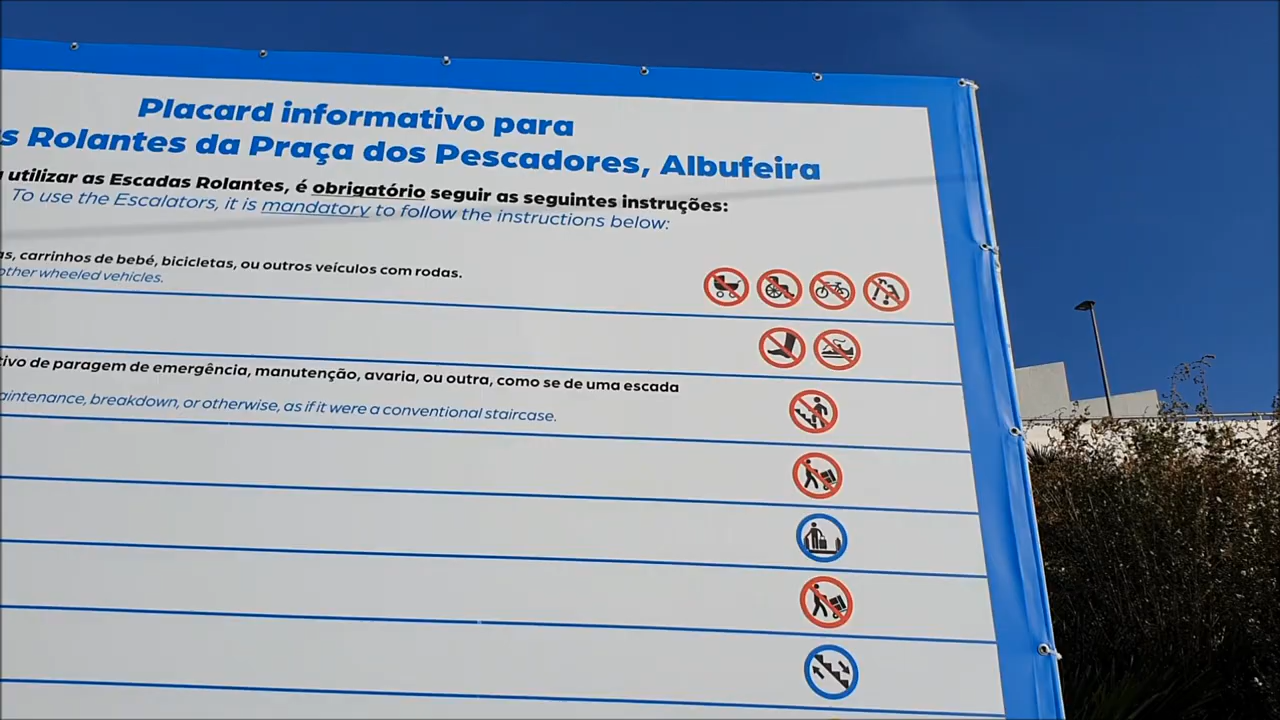 Placard informativo para
s Rolantes da Praça dos Pescadores, Albufeira
utilizar as Escadas Rolantes, é obrigatório seguir as seguintes instruções:
To use the Escalators, it is mandatory to follow the instructions below:
as, carrinhos de bebé, bicicletas, ou outros veículos com rodas.
other wheeled vehicles.
tivo de paragem de emergência, manutenção, avaria, ou outra, como se de uma escada
aintenance, breakdown, or otherwise, as if it were a conventional staircase.